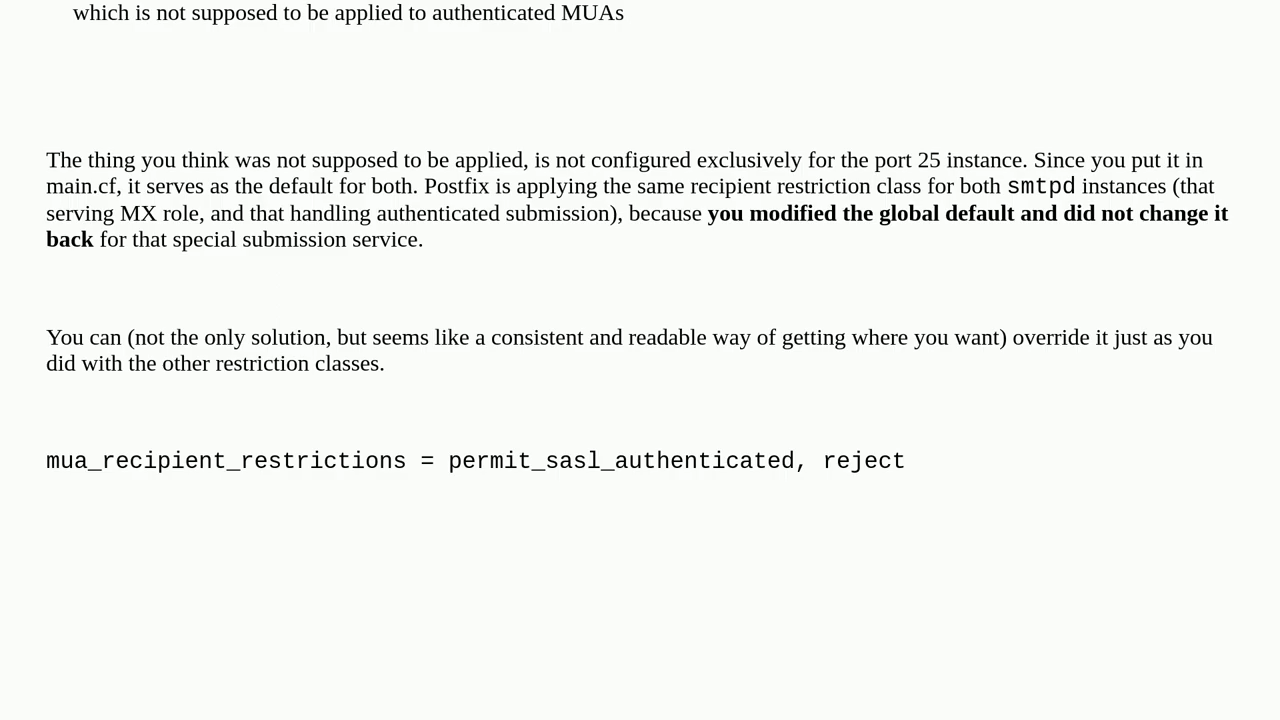 which is not supposed to be applied to authenticated MUAs
The thing you think was not supposed to be applied, is not configured exclusively for the port 25 instance. Since you put it in
main.cf, it serves as the default for both. Postfix is applying the same recipient restriction class for both smtpd instances (that
serving MX role, and that handling authenticated submission), because you modified the global default and did not change it
back for that special submission service.
You can (not the only solution, but seems like a consistent and readable way of getting where you want) override it just as you
did with the other restriction classes.
mua_recipient_restrictions = permit_sasl_authenticated, reject